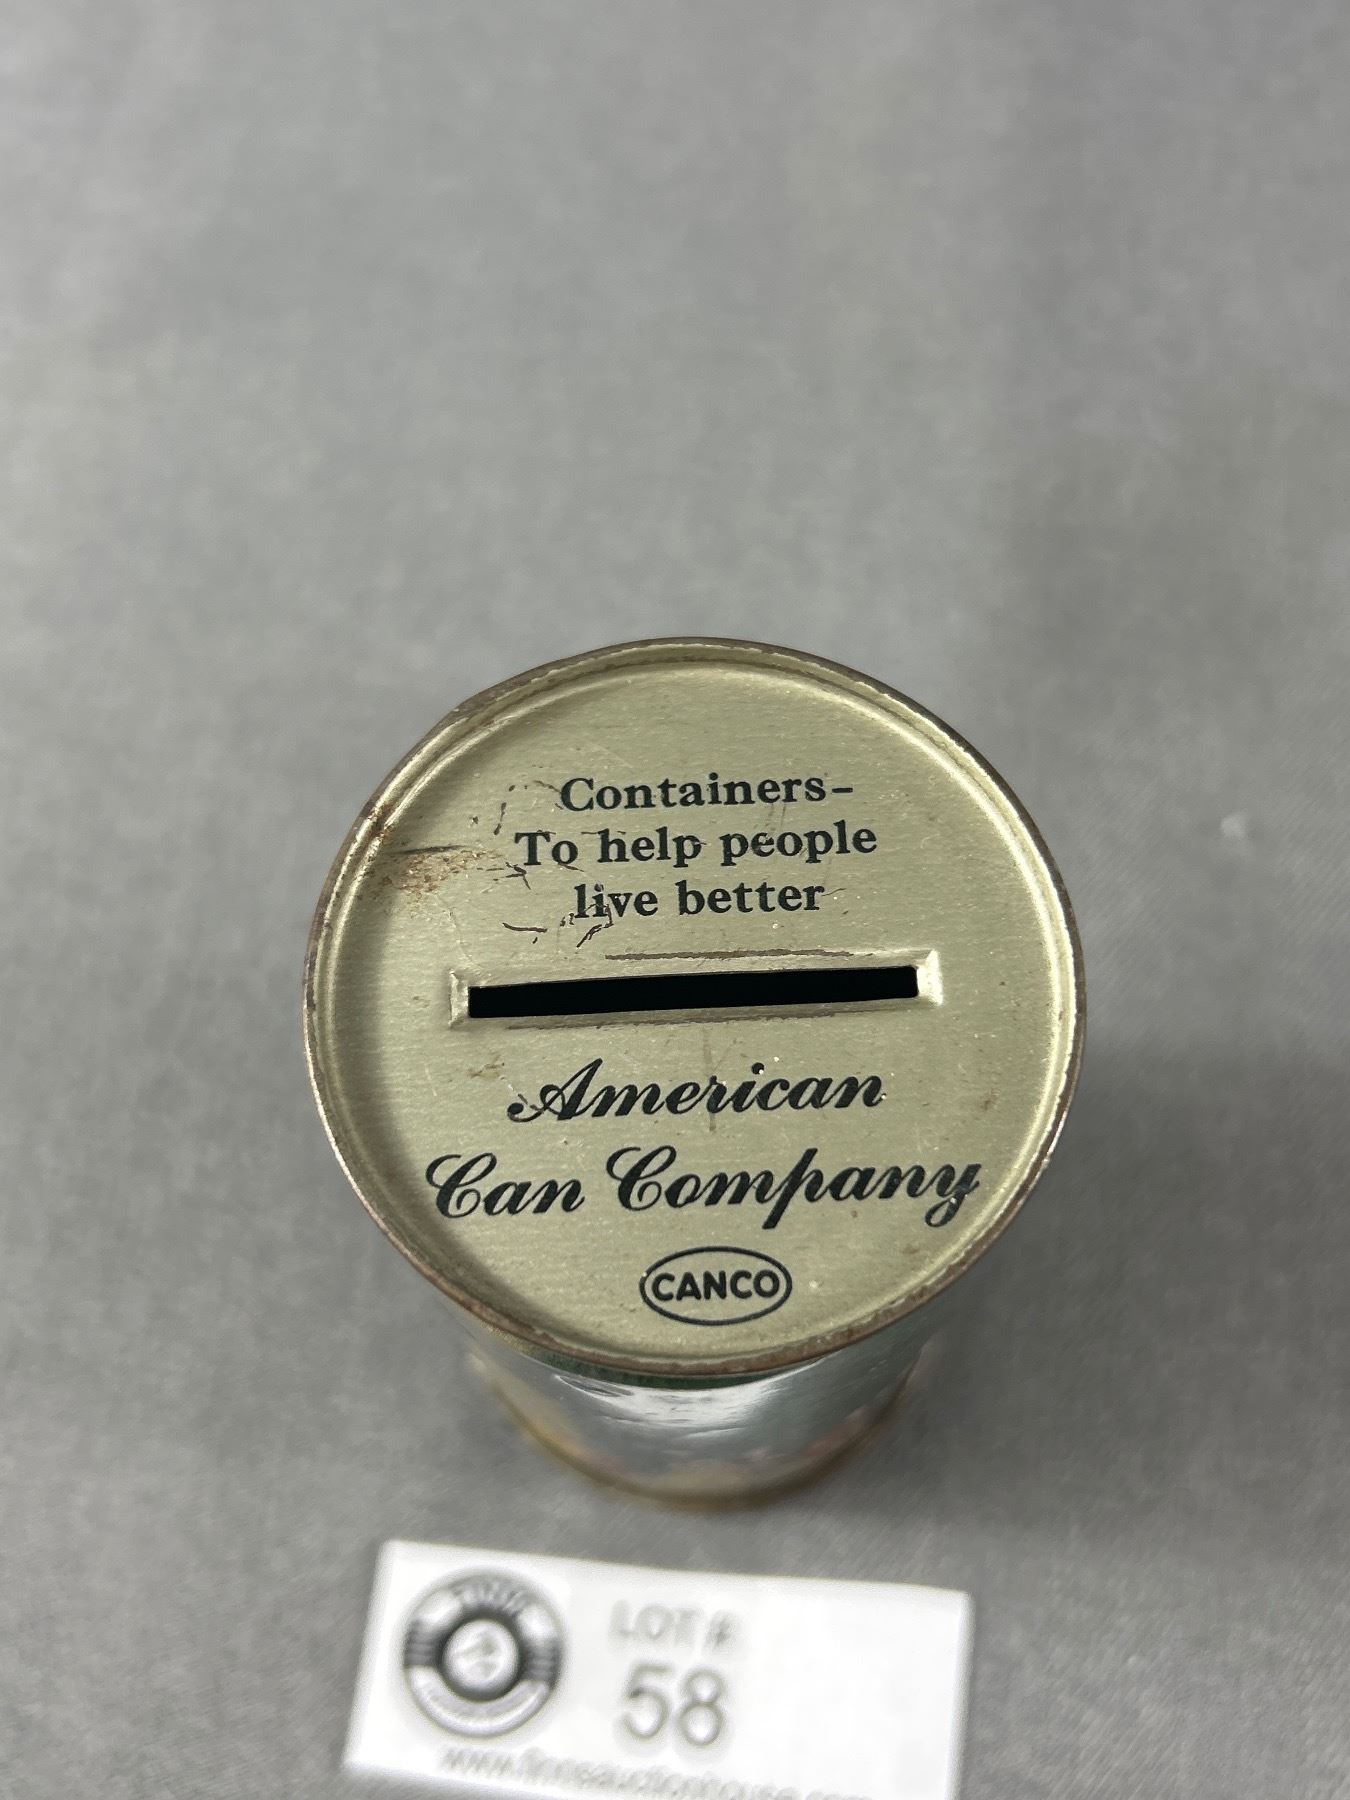 Containers–
To help people
live better
American
Can Company
CANCO
LOT #:
58